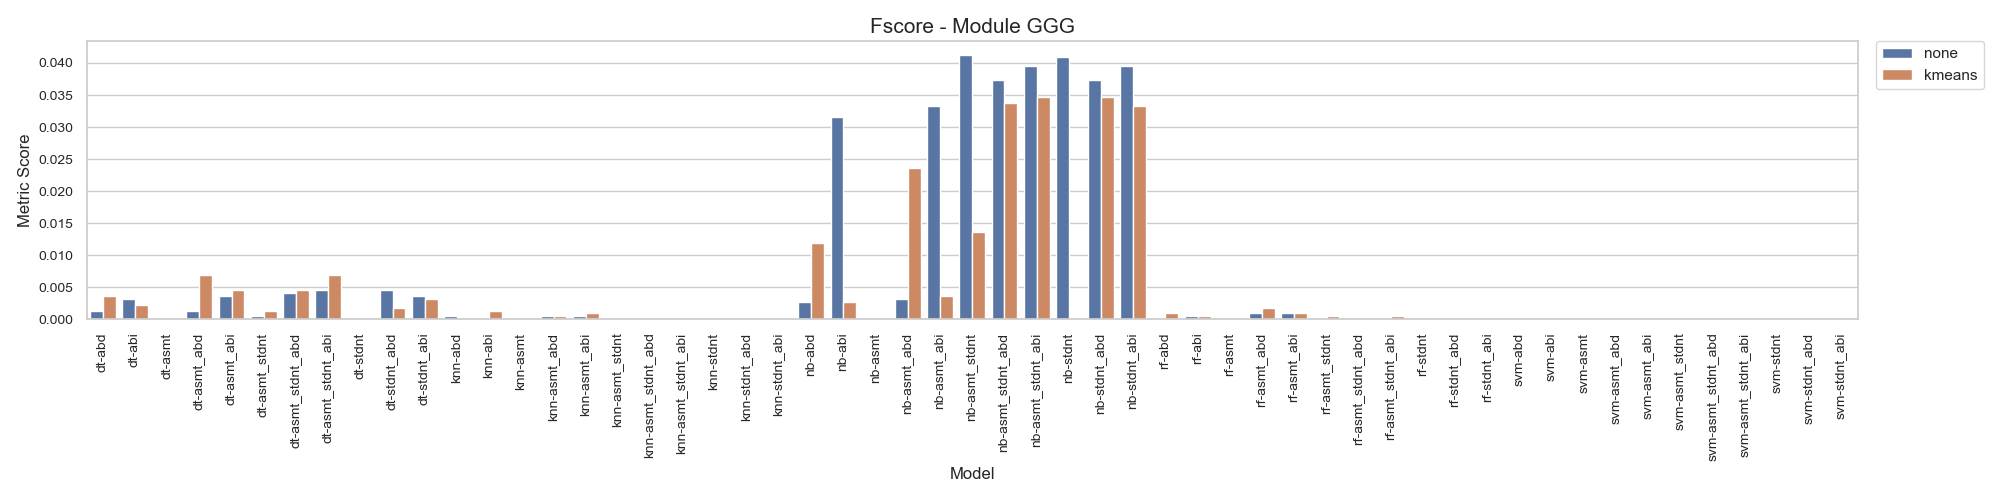 Fscore - Module GGG
none
kmeans
Metric Score
0.040
0.035
0.030
0.025
0.020
0.015
0.010
0.005
0.000
dt-abd
dt-abi
dt-asmt
dt-asmt_abd
dt-asmt_abi
dt-asmt_stdnt
dt-asmt_stdnt_abd
dt-asmt_stdnt_abi
dt-stdnt
dt-stdnt_abd
dt-stdnt_abi
knn-abd
knn-abi
knn-asmt
knn-asmt_abd
knn-asmt_abi
knn-asmt_stdnt
knn-asmt_stdnt_abd
knn-asmt_stdnt_abi
knn-stdnt
knn-stdnt_abd
knn-stdnt_abi
nb-abd
nb-abi
nb-asmt
nb-asmt_abd
nb-asmt_abi
nb-asmt_stdnt
nb-asmt_stdnt_abd
nb-asmt_stdnt_abi
nb-stdnt
nb-stdnt_abd
nb-stdnt_abi
rf-abd
rf-abi
rf-asmt
rf-asmt_abd
rf-asmt_abi
rf-asmt_stdnt
rf-asmt_stdnt_abd
rf-asmt_stdnt_abi
rf-stdnt
rf-stdnt_abd
rf-stdnt_abi
svm-abd
svm-abi
svm-asmt
svm-asmt_abd
svm-asmt_abi
svm-asmt_stdnt
svm-asmt_stdnt_abd
svm-asmt_stdnt_abi
svm-stdnt
svm-stdnt_abd
svm-stdnt_abi
Model